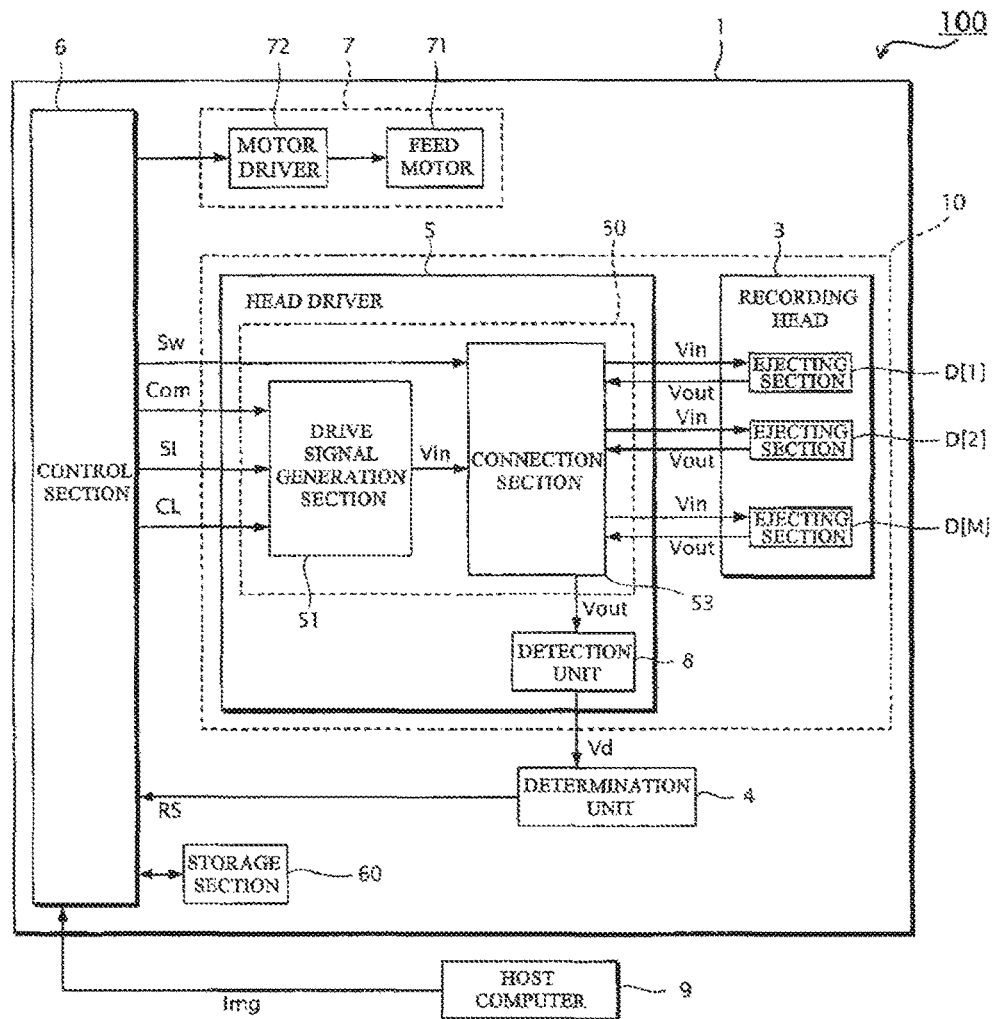 100
1
6
72
7
71
MOTOR DRIVER
FEED MOTOR
10
5
50
3
HEAD DRIVER
RECORDING HEAD
Sw
Com
SI
CL
CONTROL SECTION
DRIVE SIGNAL GENERATION SECTION
Vin
CONNECTION SECTION
Vin
EJECTING SECTION
D[1]
Vout
Vin
EJECTING SECTION
D[2]
Vout
Vin
EJECTING SECTION
D[M]
Vout
51
53
Vout
DETECTION UNIT
8
Vd
DETERMINATION UNIT
4
RS
STORAGE SECTION
60
HOST COMPUTER
9
Img